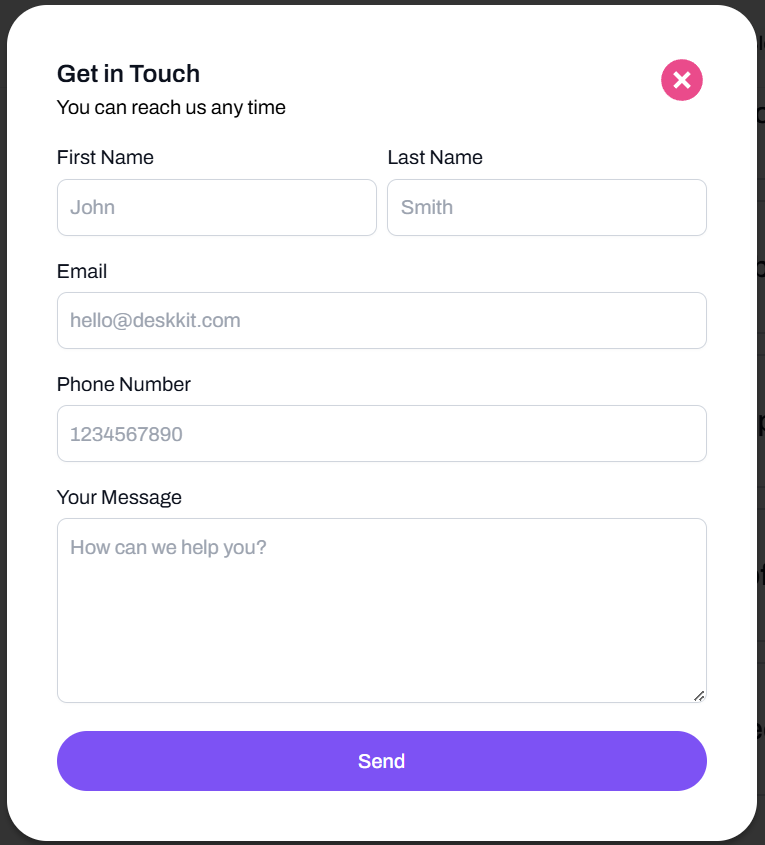 Get in Touch
You can reach us any time
First Name Last Name
John Smith
Email
hello@deskkit.com
Phone Number
1234567890
Your Message
How can we help you?
Send